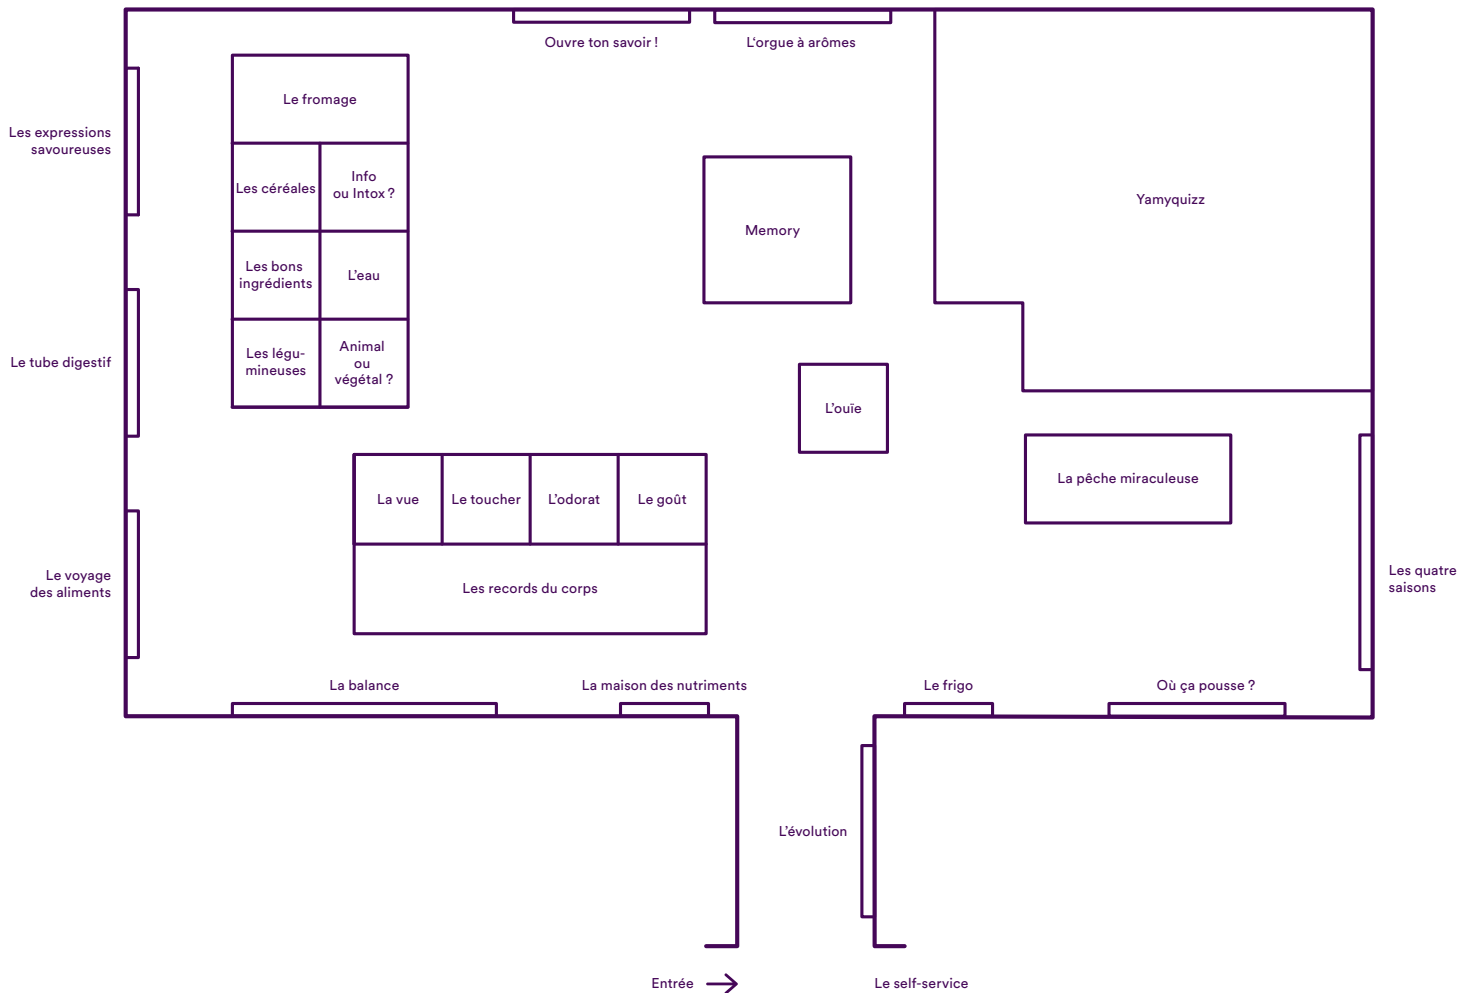 Ouvre ton savoir !
L‘orgue à arômes
Le fromage
Les expressions
savoureuses
Les céréales
Info
ou Intox ?
Yamyquizz
Memory
Les bons
ingrédients
L’eau
Le tube digestif
Les légu-
mineuses
Animal
ou
végétal ?
L’ouïe
La pêche miraculeuse
La vue
Le toucher
L’odorat
Le goût
Le voyage
des aliments
Les records du corps
Les quatre
saisons
La balance
La maison des nutriments
Le frigo
Où ça pousse ?
L’évolution
Entrée
Le self-service